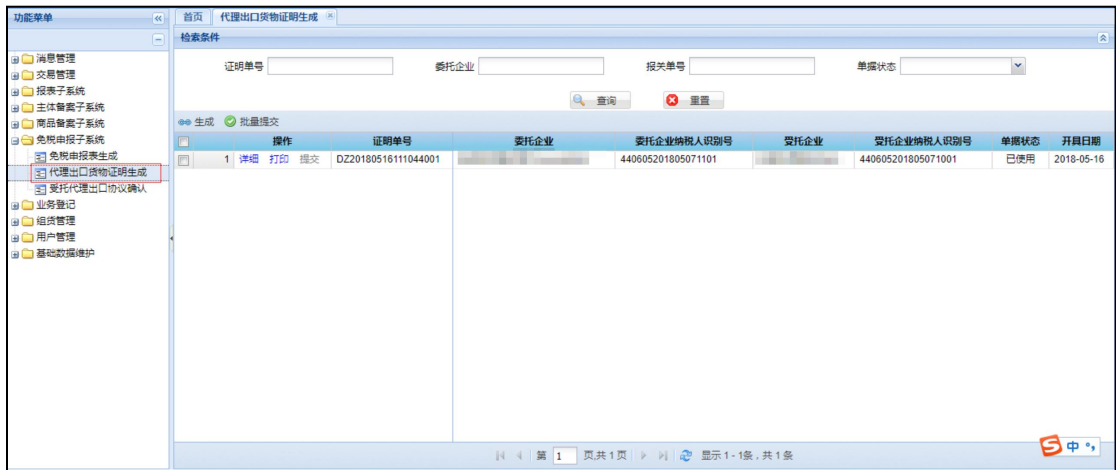 功能菜单
首页 代理出口货物证明生成
检索条件
消息管理
交易管理
报表子系统
主体备案子系统
商品备案子系统
免税申报子系统
免税申报表生成
代理出口货物证明生成
受托代理出口协议确认
业务登记
组货管理
用户管理
基础数据维护
证明单号 委托企业 报关单号 单据状态
查询 重置
生成 批量提交
操作 证明单号 委托企业 委托企业纳税人识别号 受托企业 受托企业纳税人识别号 单据状态 开具日期
1 详细 打印 提交 DZ20180516111044001 440605201805071101 440605201805071001 已使用 2018-05-16
第 1 页,共 1 页 显示 1 - 1条，共 1 条
中